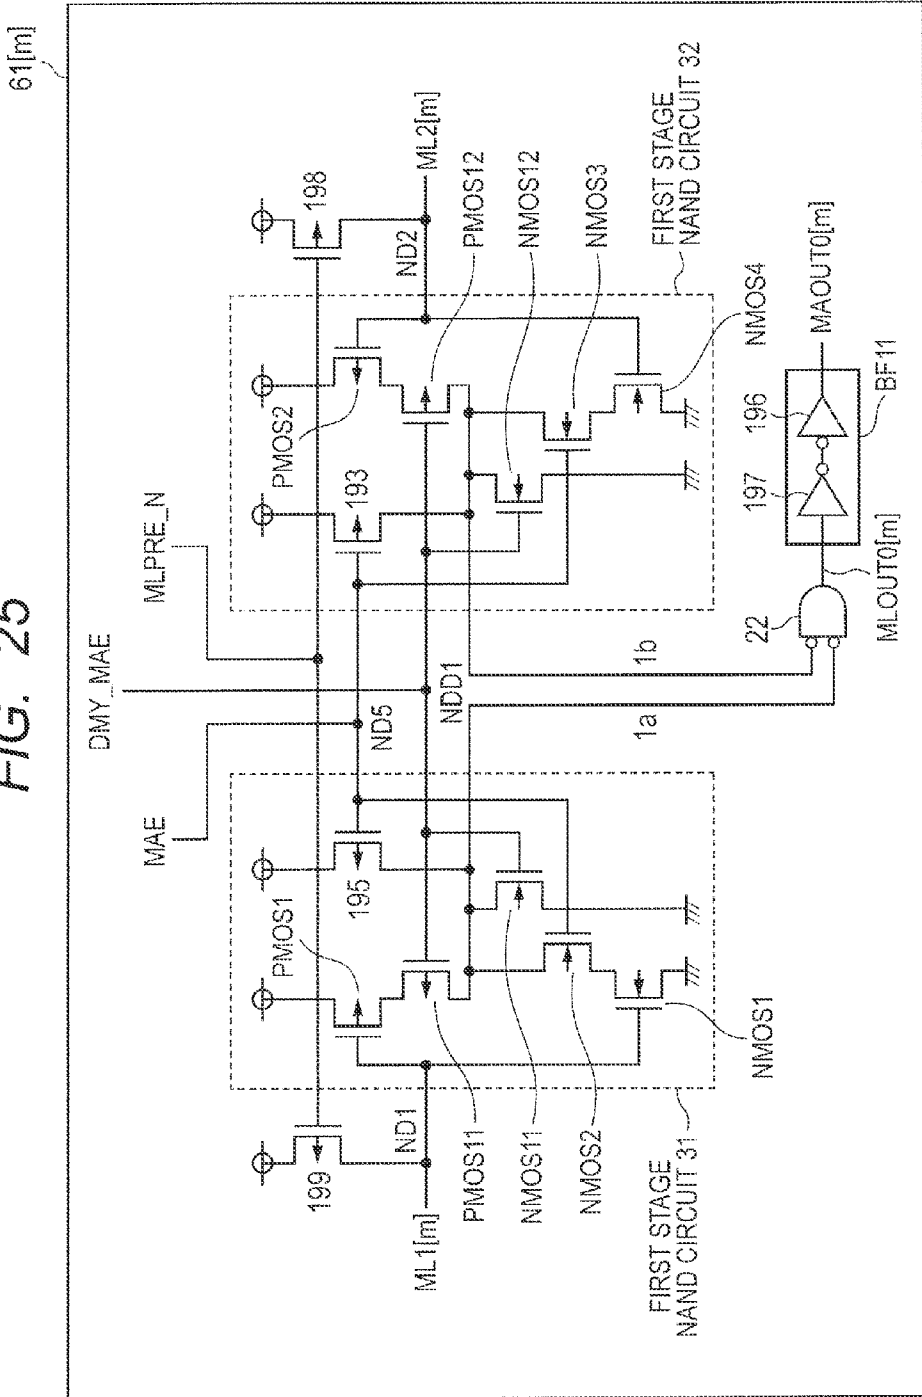 FIG. 25
61[m]
MAE
DMY_MAE
MLPRE_N
199
PMOS1
195
ND5
NDD1
193
PMOS2
198
ND1
ND2
ML1[m]
ML2[m]
PMOS11
NMOS11
NMOS2
NMOS1
PMOS12
NMOS12
NMOS3
NMOS4
FIRST STAGE
NAND CIRCUIT 31
FIRST STAGE
NAND CIRCUIT 32
1a
1b
22
MLOUT0[m]
197
196
BF11
MAOUT0[m]